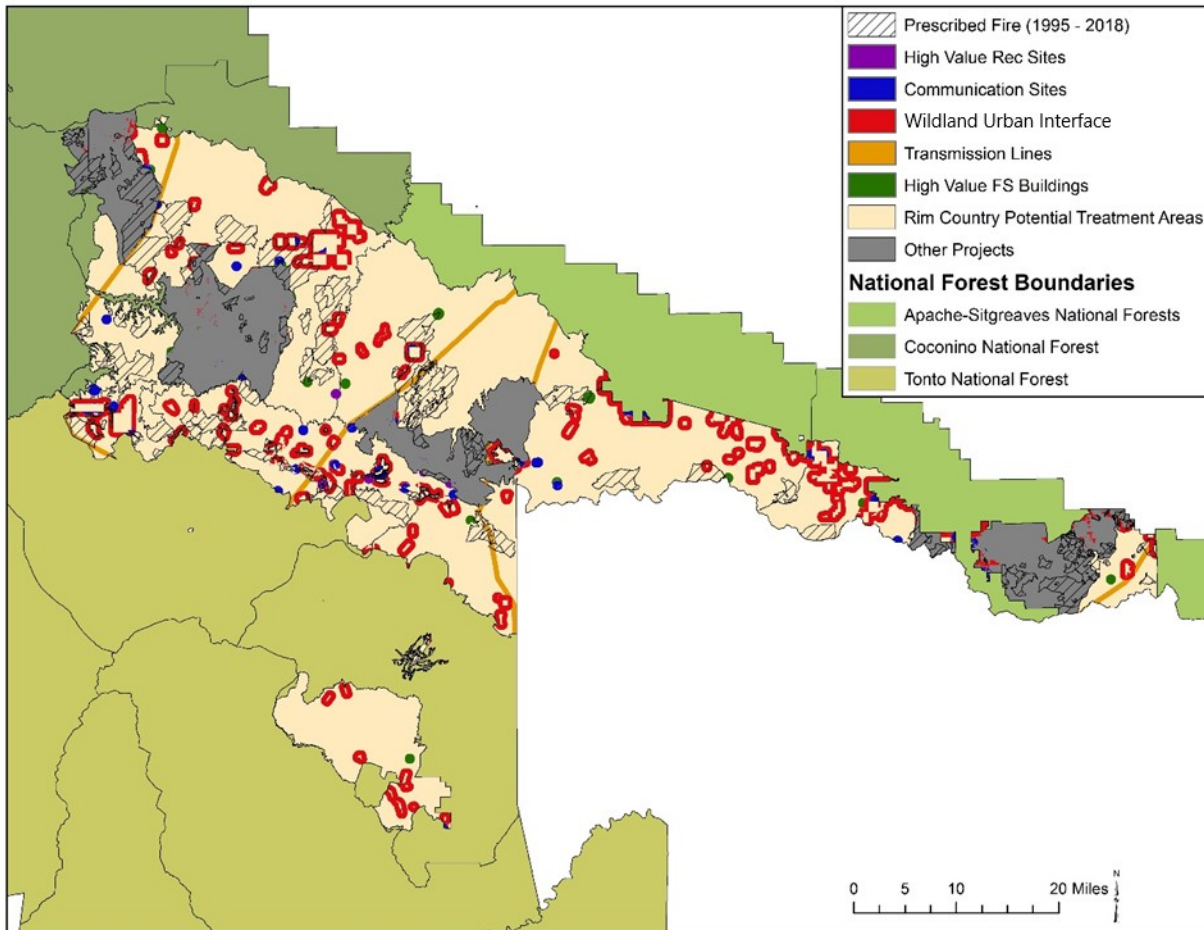 Prescribed Fire (1995 - 2018)
High Value Rec Sites
Communication Sites
Wildland Urban Interface
Transmission Lines
High Value FS Buildings
Rim Country Potential Treatment Areas
Other Projects
National Forest Boundaries
Apache-Sitgreaves National Forests
Coconino National Forest
Tonto National Forest
N
0 5 10 20 Miles